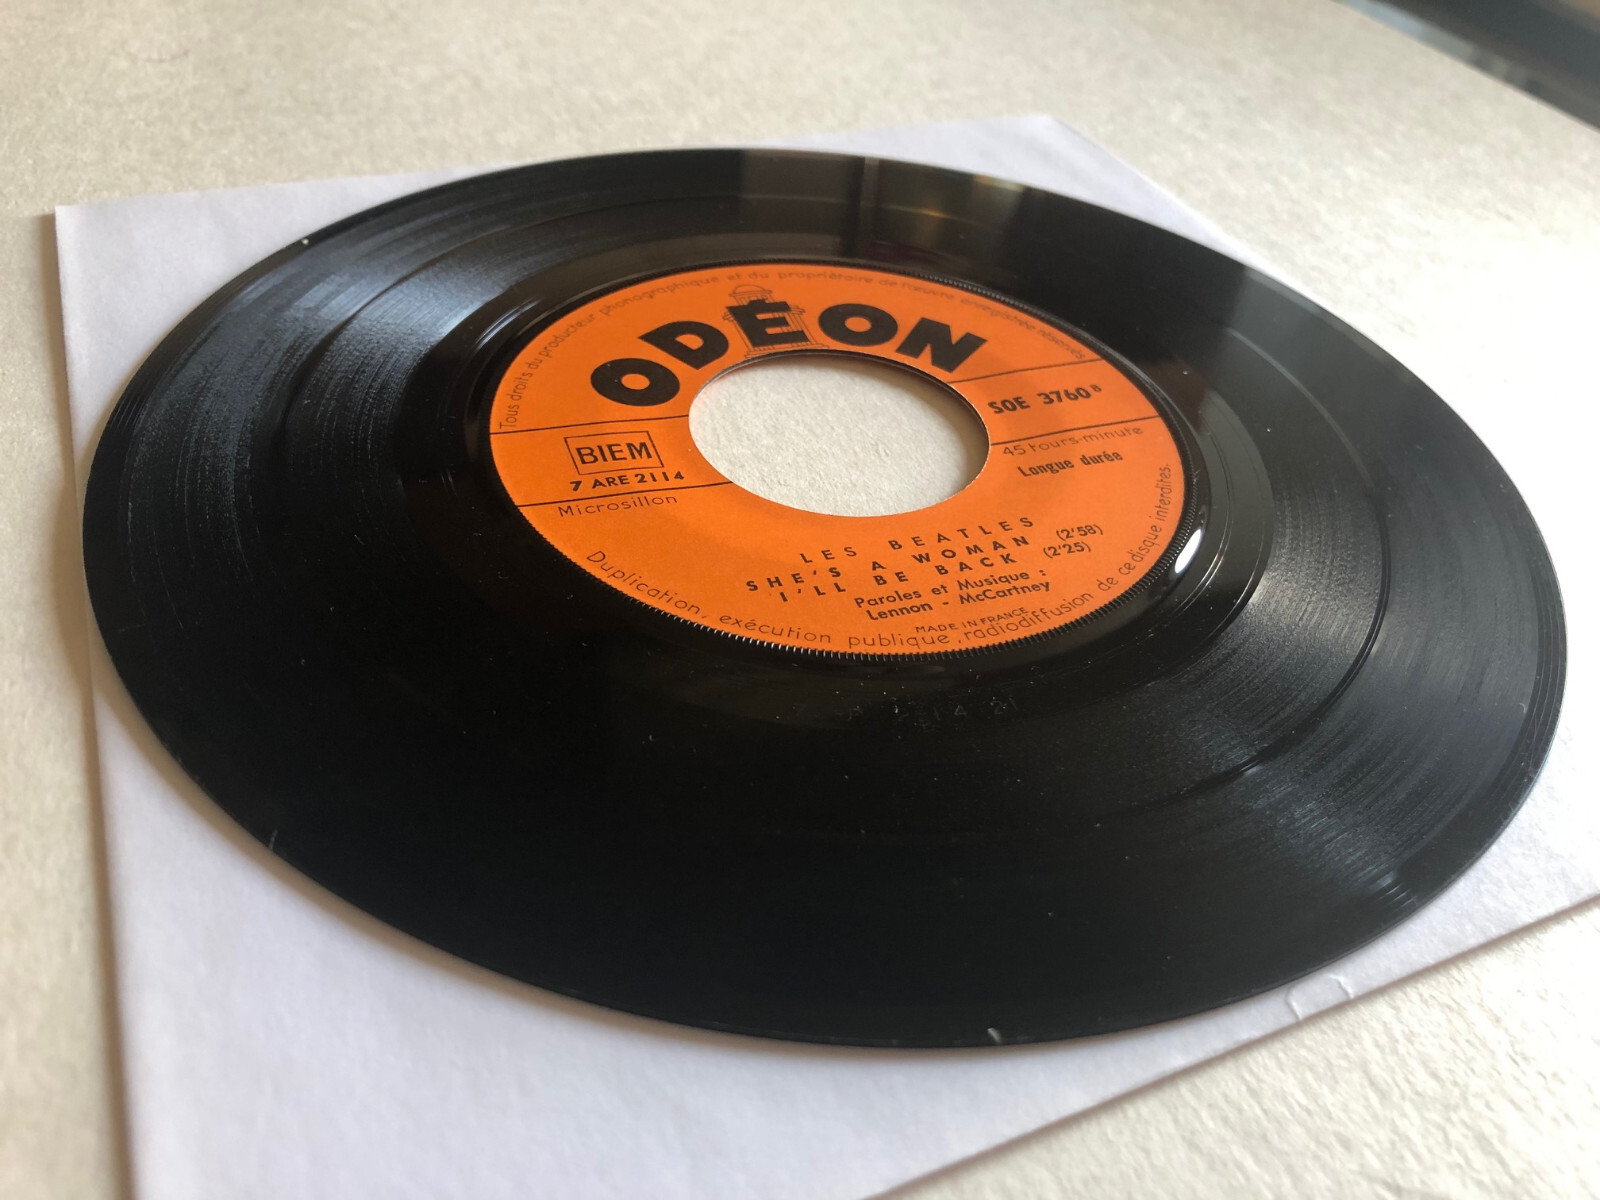 Tous droits du producteur phonographique et du propriétaire de l'œuvre enregistrée réservés
ODEON
BIEM
7 ARE 2114
Microsillon
SOE 3760 B
45 tours-minute
Longue durée
LES BEATLES
SHE'S A WOMAN (2'58)
I'LL BE BACK (2'25)
Paroles et Musique :
Lennon - McCartney
MADE IN FRANCE
Duplication, exécution publique, radiodiffusion de ce disque interdites.